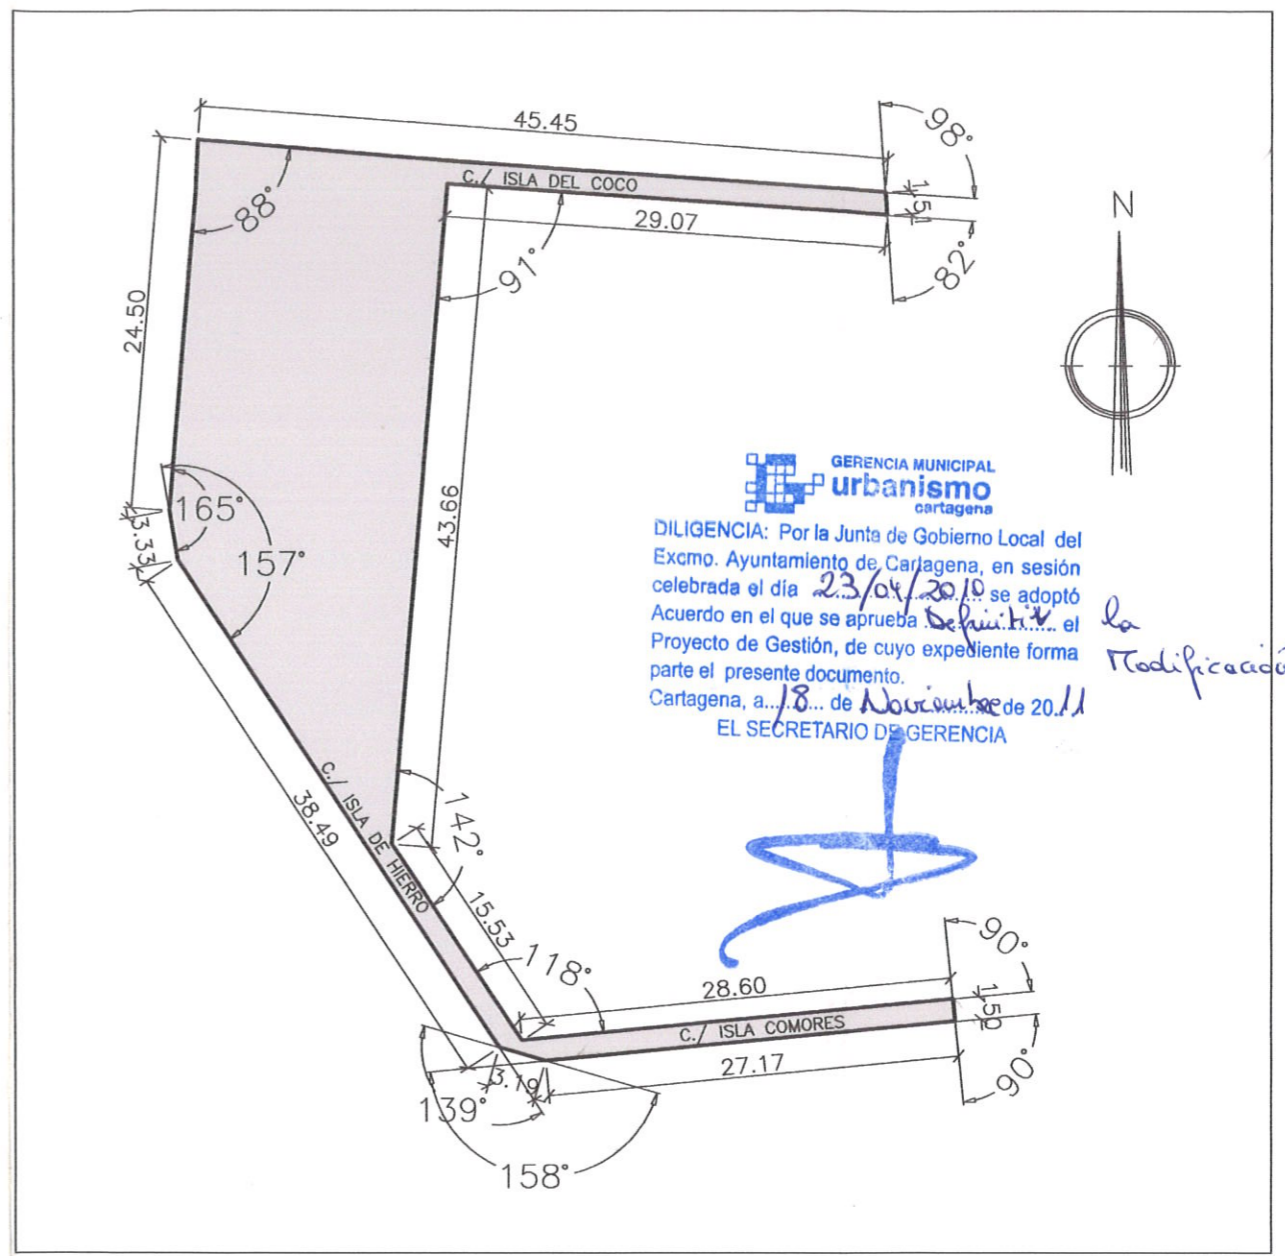 45.45
98°
C./ ISLA DEL COCO
1.51
88°
29.07
N
91°
82°
24.50
43.66
165°
3.33
157°
GERENCIA MUNICIPAL
urbanismo
cartagena
DILIGENCIA: Por la Junta de Gobierno Local del
Excmo. Ayuntamiento de Cartagena, en sesión
celebrada el día 23/04/2010 se adoptó
Acuerdo en el que se aprueba Definitiv el la
Proyecto de Gestión, de cuyo expediente forma Modificació
parte el presente documento.
Cartagena, a 18 de Noviembre de 2011
EL SECRETARIO DE GERENCIA
C./ ISLA DE HIERRO
38.49
142°
15.53
118°
90°
28.60
1.50
C./ ISLA COMORES
27.17
3.19
139°
90°
158°